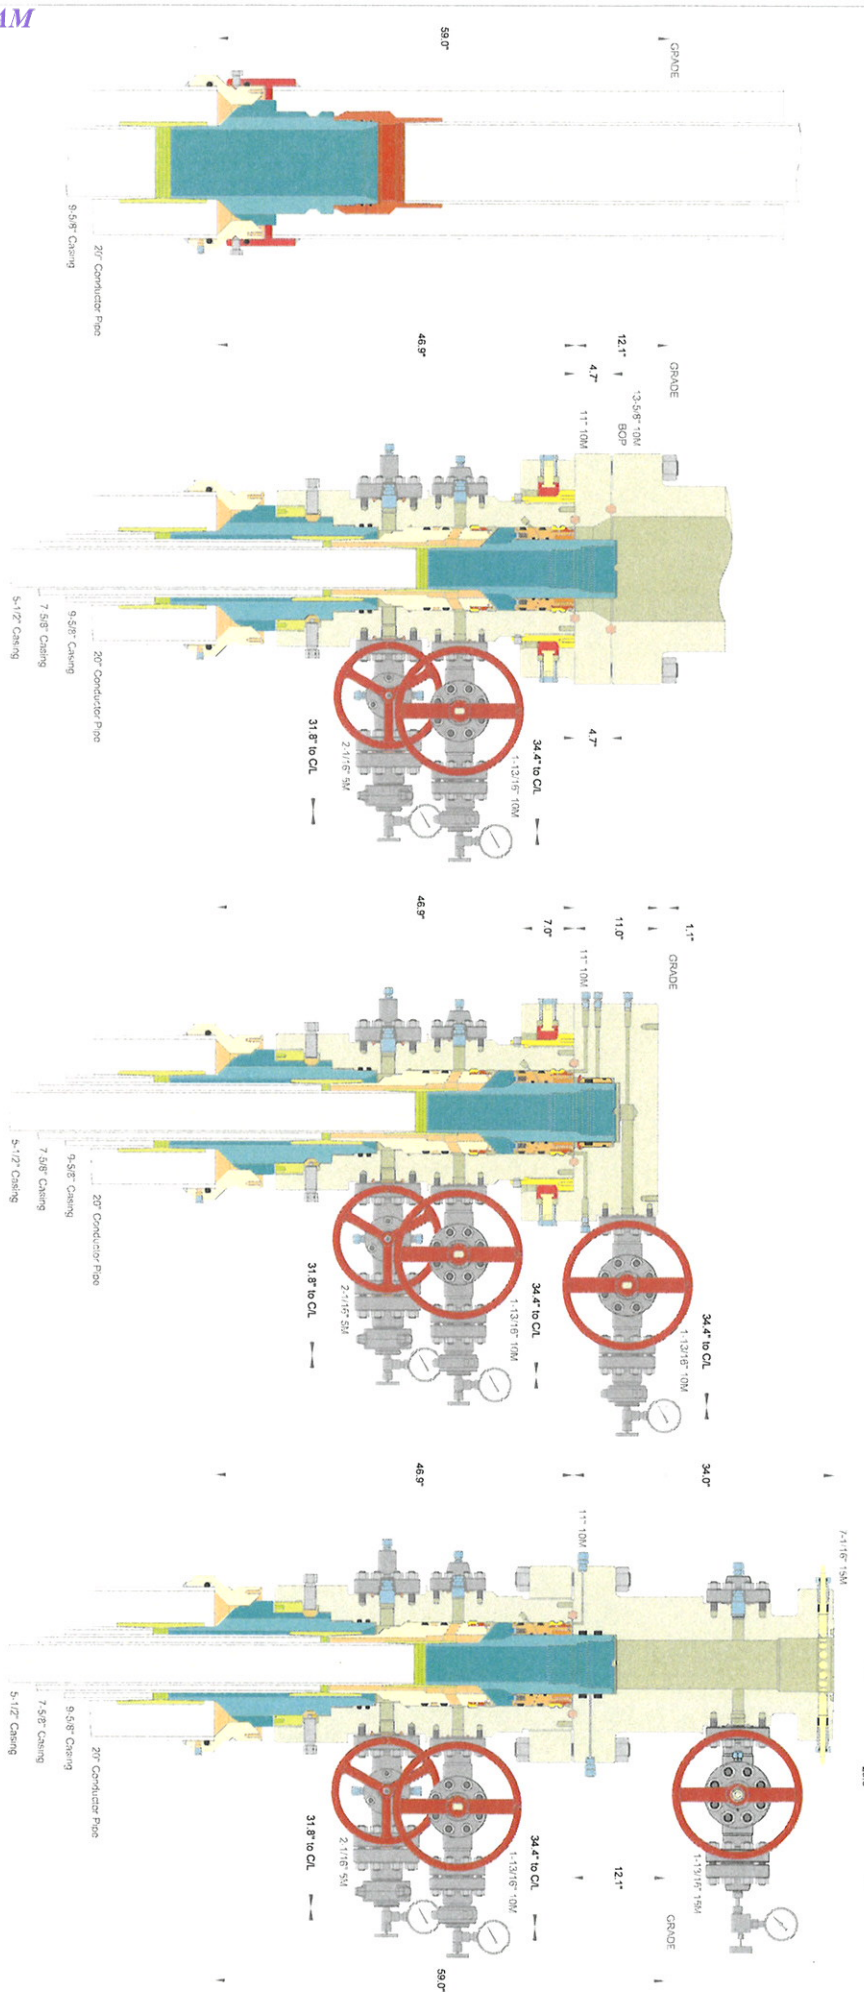 AM
59.0"
GRADE
9-5/8" Casing
20" Conductor Pipe
46.9"
12.1"
4.7"
GRADE
11" 10M
13-5/8" 10M
BOP
5-1/2" Casing
7 5/8" Casing
9-5/8" Casing
20" Conductor Pipe
31.8" to C/L
2-1/16" 5M
34.4" to C/L
1-13/16" 10M
4.7"
46.9"
7.0"
11.0"
1.1"
11" 10M
GRADE
5-1/2" Casing
7 5/8" Casing
9-5/8" Casing
20" Conductor Pipe
31.8" to C/L
2-1/16" 5M
34.4" to C/L
1-13/16" 10M
34.4" to C/L
1-13/16" 10M
46.9"
34.0"
11" 10M
7-1/16" 15M
5-1/2" Casing
7-5/8" Casing
9-5/8" Casing
20" Conductor Pipe
31.8" to C/L
2 1/16" 5M
34.4" to C/L
1-13/16" 10M
12.1"
1-13/16" 15M
GRADE
59.0"